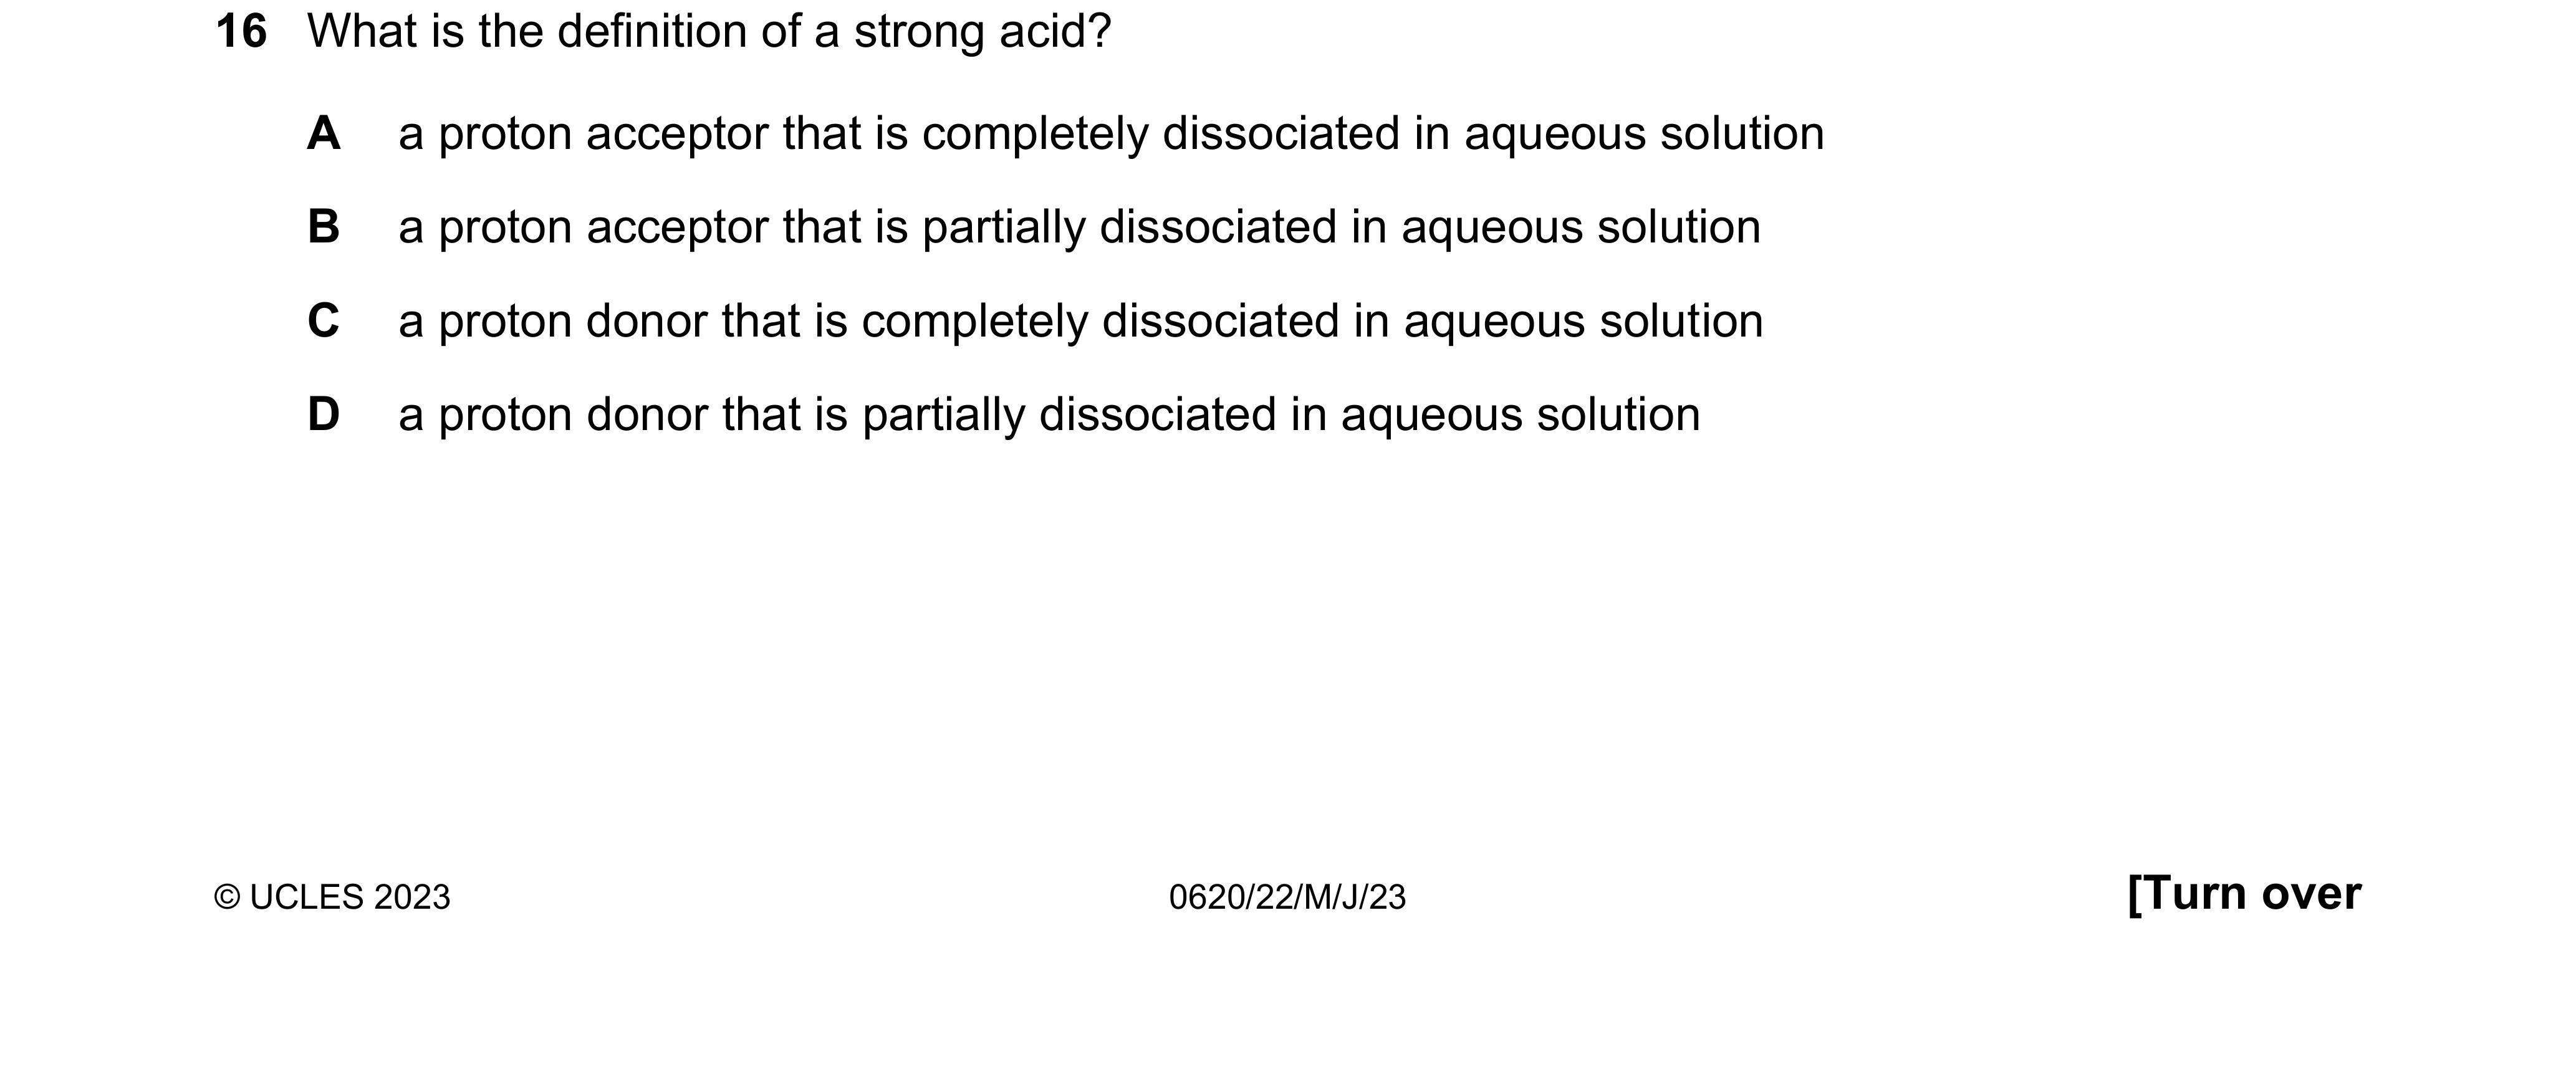 16 What is the definition of a strong acid?
A a proton acceptor that is completely dissociated in aqueous solution
B a proton acceptor that is partially dissociated in aqueous solution
C a proton donor that is completely dissociated in aqueous solution
D a proton donor that is partially dissociated in aqueous solution
© UCLES 2023 0620/22/M/J/23 [Turn over